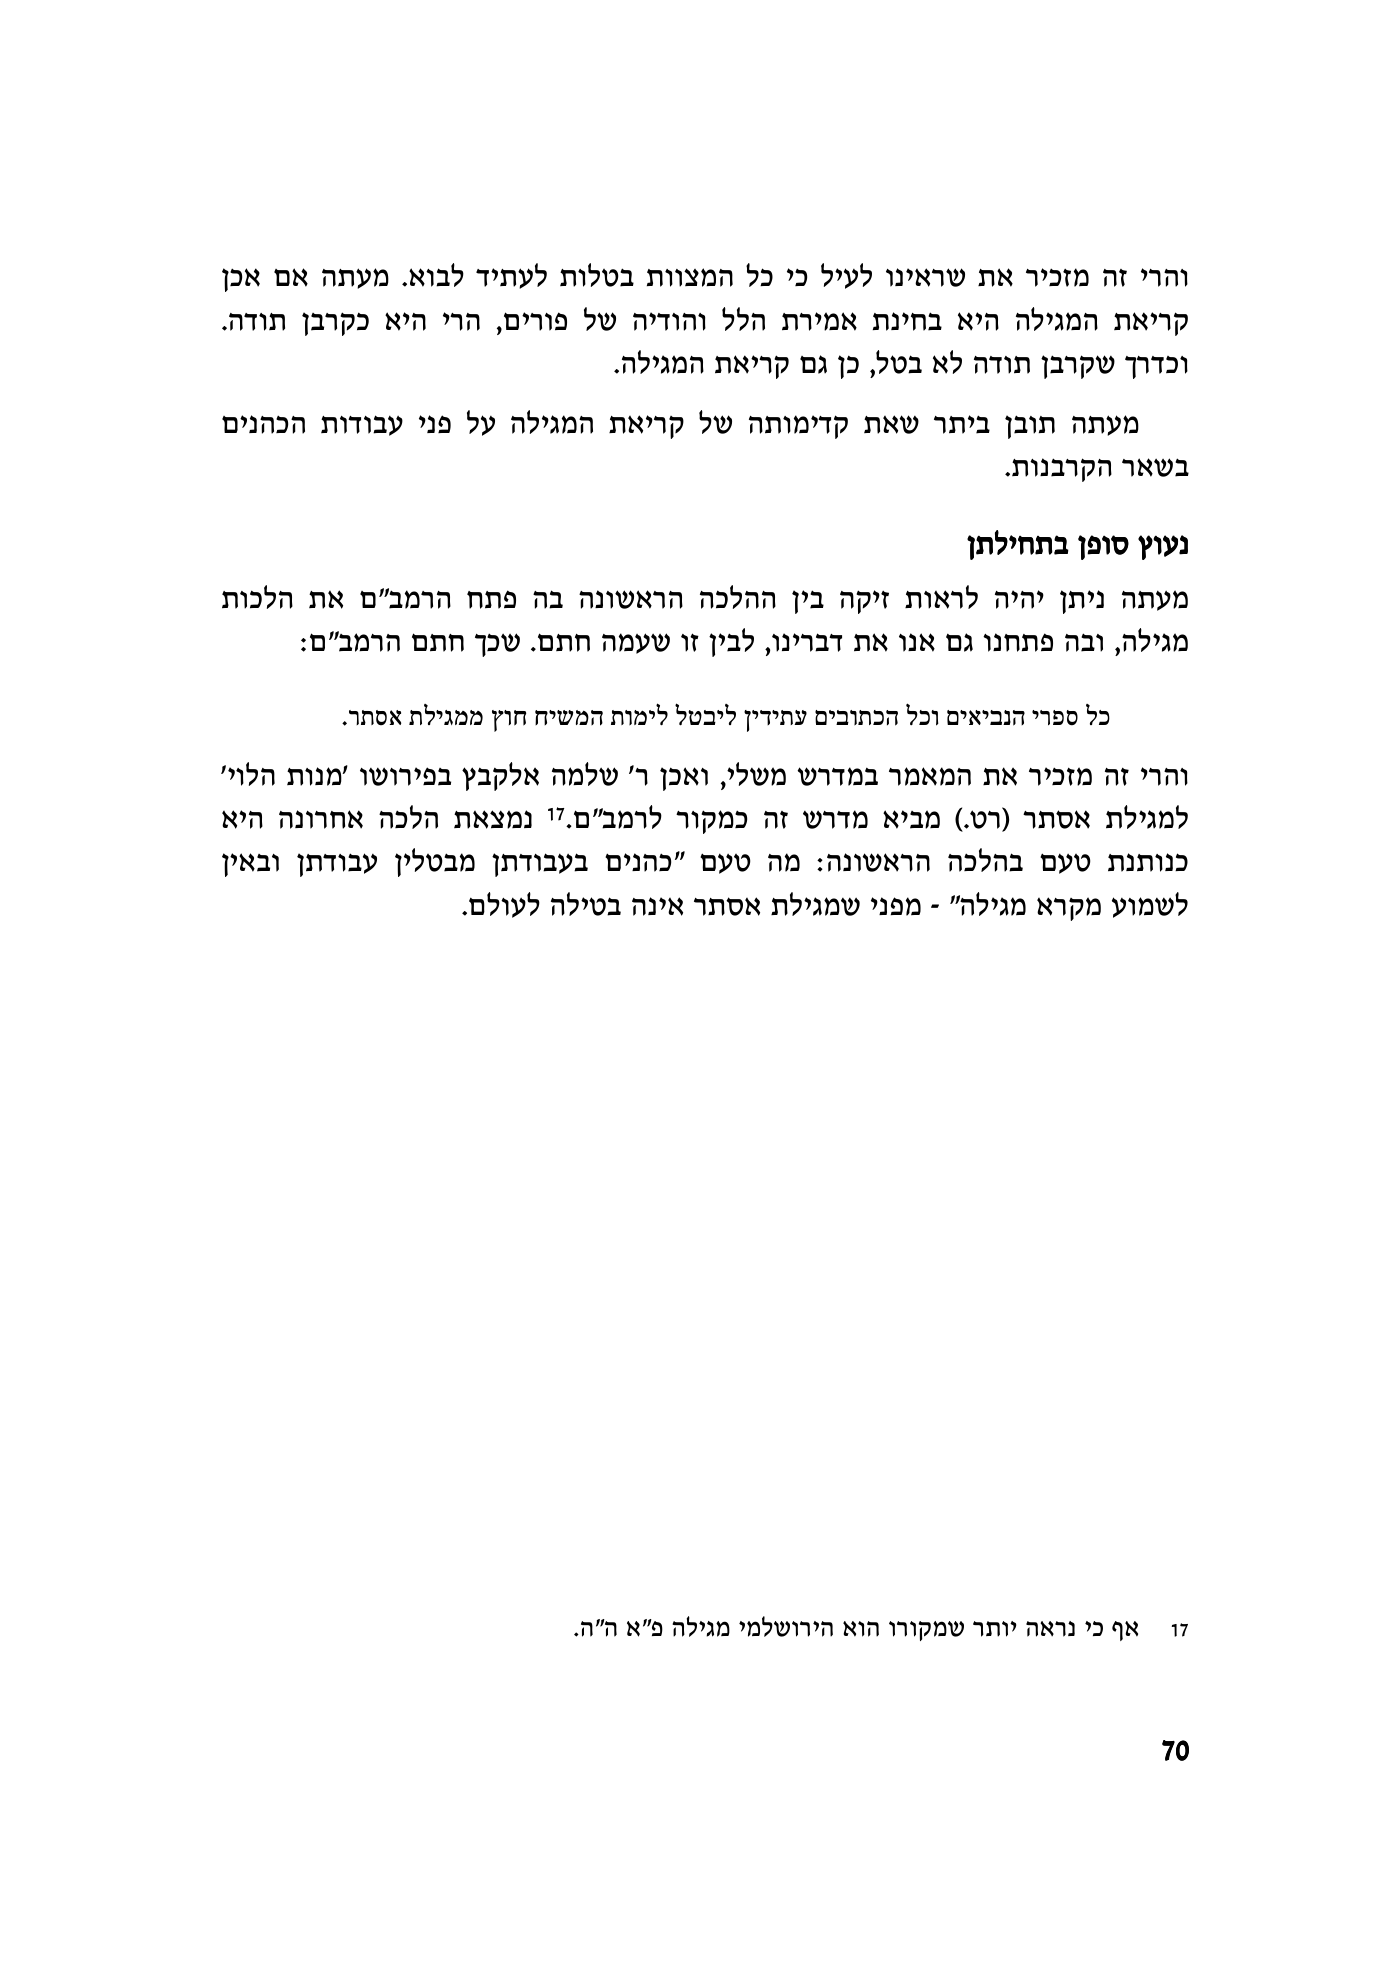 והרי זה מזכיר את שראינו לעיל כי כל המצוות בטלות לעתיד לבוא. מעתה אם אכן
קריאת המגילה היא בחינת אמירת הלל והודיה של פורים, הרי היא כקרבן תודה.
וכדרך שקרבן תודה לא בטל, כן גם קריאת המגילה.
מעתה תובן ביתר שאת קדימותה של קריאת המגילה על פני עבודות הכהנים
בשאר הקרבנות.
נעוץ סופן בתחילתן
מעתה ניתן יהיה לראות זיקה בין ההלכה הראשונה בה פתח הרמב"ם את הלכות
מגילה, ובה פתחנו גם אנו את דברינו, לבין זו שעמה חתם. שכך חתם הרמב"ם:
כל ספרי הנביאים וכל הכתובים עתידין ליבטל לימות המשיח חוץ ממגילת אסתר.
והרי זה מזכיר את המאמר במדרש משלי, ואכן ר' שלמה אלקבץ בפירושו 'מנות הלוי'
למגילת אסתר (רט.) מביא מדרש זה כמקור לרמב"ם.17 נמצאת הלכה אחרונה היא
כנותנת טעם בהלכה הראשונה: מה טעם "כהנים בעבודתן מבטלין עבודתן ובאין
לשמוע מקרא מגילה" - מפני שמגילת אסתר אינה בטילה לעולם.
17 אף כי נראה יותר שמקורו הוא הירושלמי מגילה פ"א ה"ה.
70